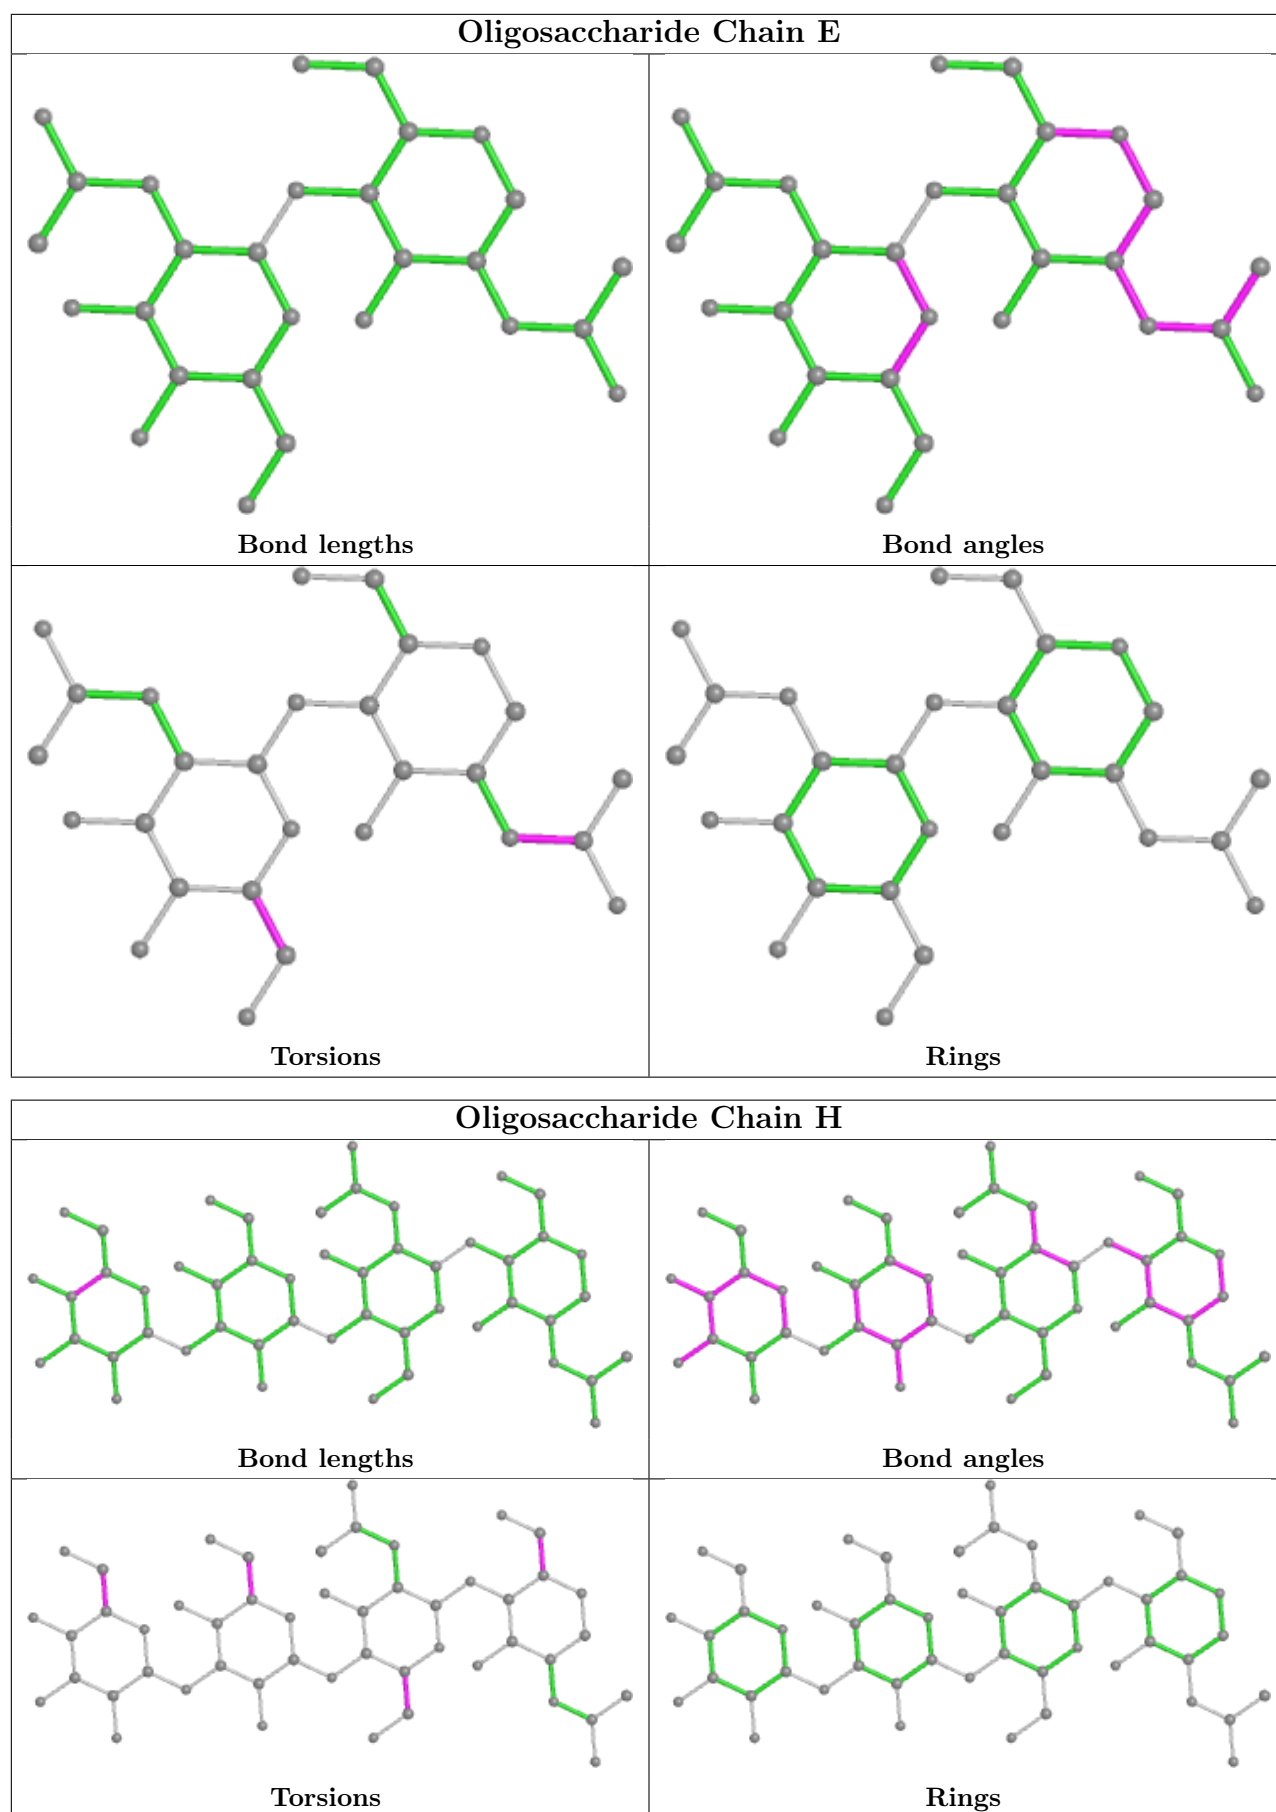 Oligosaccharide Chain E
Bond lengths
Bond angles
Torsions
Rings
Oligosaccharide Chain H
Bond lengths
Bond angles
Torsions
Rings